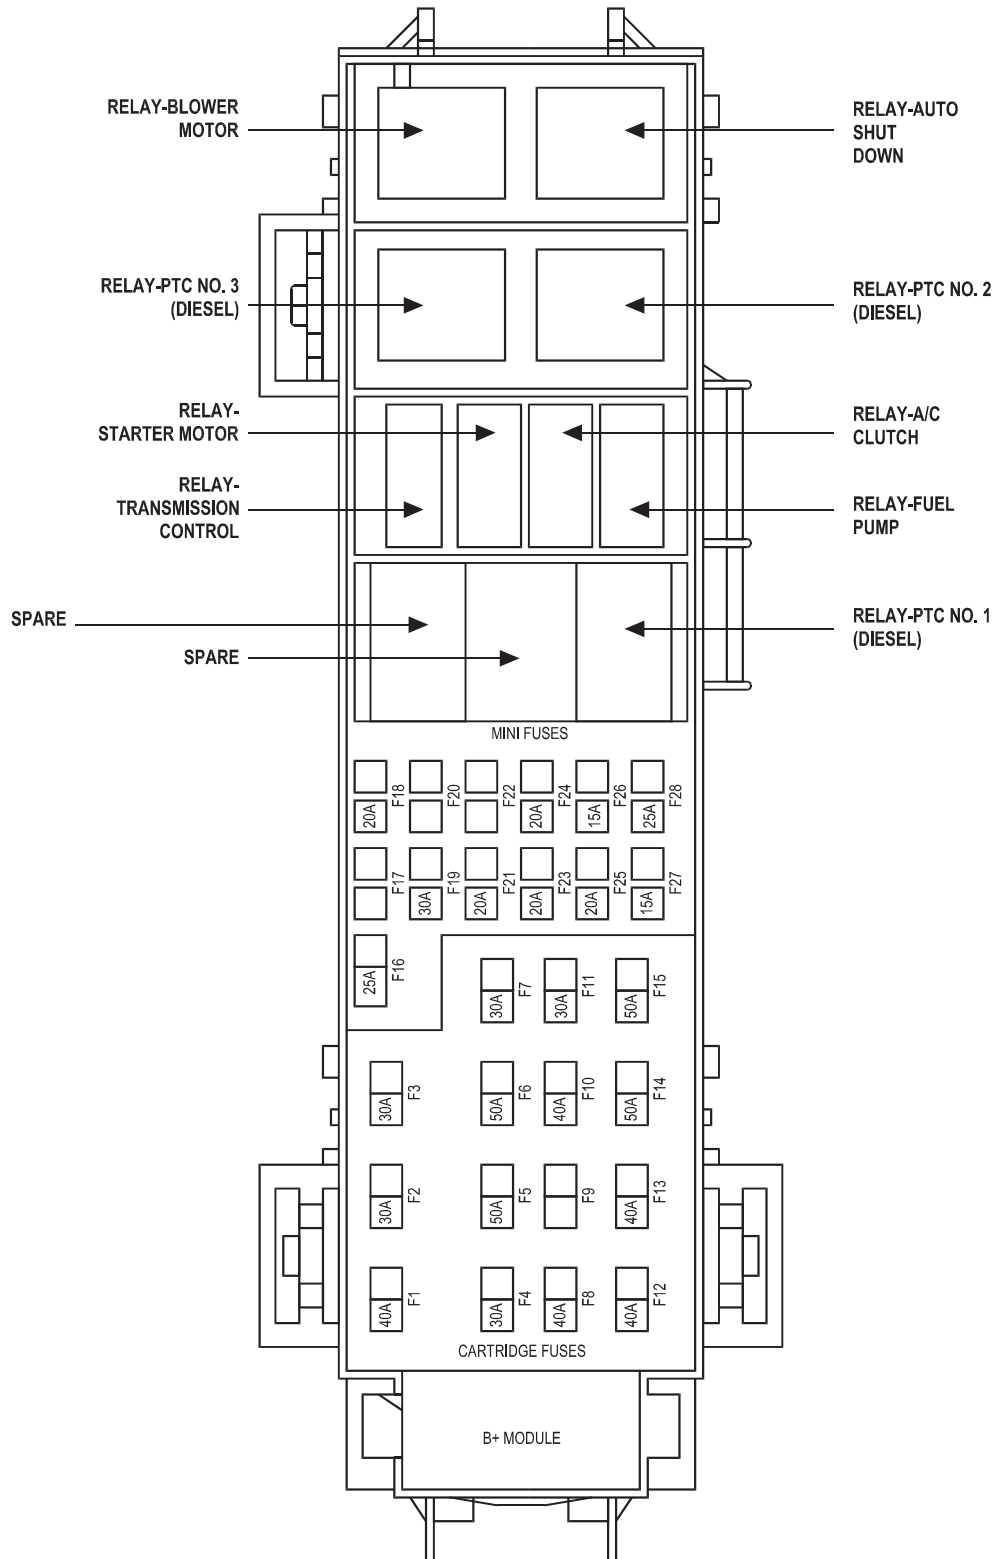 RELAY-BLOWER
MOTOR
RELAY-AUTO
SHUT
DOWN
RELAY-PTC NO. 3
(DIESEL)
RELAY-PTC NO. 2
(DIESEL)
RELAY-
STARTER MOTOR
RELAY-A/C
CLUTCH
RELAY-
TRANSMISSION
CONTROL
RELAY-FUEL
PUMP
SPARE
SPARE
RELAY-PTC NO. 1
(DIESEL)
MINI FUSES
20A F18
F20
F22
20A F24
15A F26
25A F28
F17
30A F19
20A F21
20A F23
20A F25
15A F27
25A F16
30A F7
30A F11
50A F15
30A F3
50A F6
40A F10
50A F14
30A F2
50A F5
F9
40A F13
40A F1
30A F4
40A F8
40A F12
CARTRIDGE FUSES
B+ MODULE